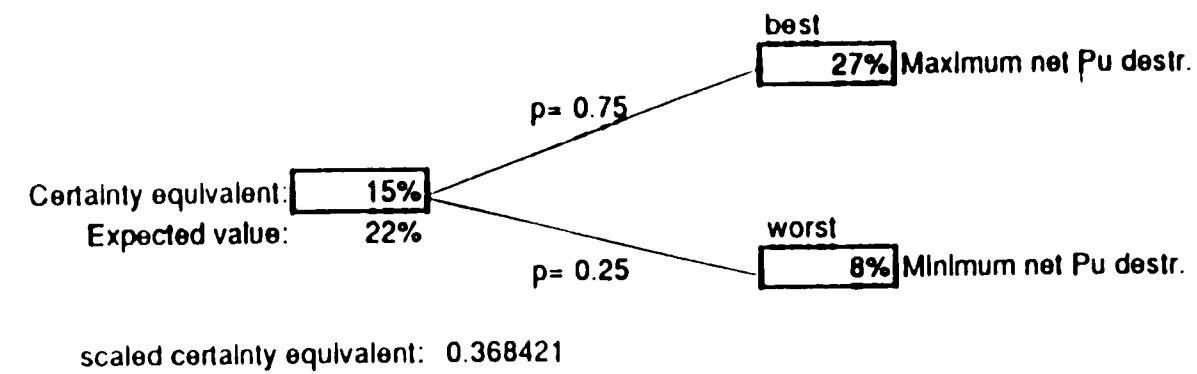 best
27% Maximum net Pu destr.
p= 0.75
Certainty equivalent: 15%
Expected value: 22%
worst
8% Minimum net Pu destr.
p= 0.25
scaled certainty equivalent: 0.368421